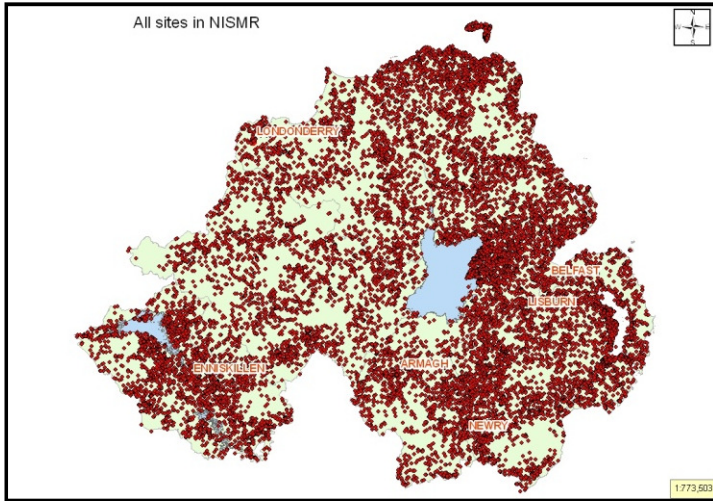 All sites in NISMR
N
W E
S
LONDONDERRY
BELFAST
LISBURN
ENNISKILLEN
ARMAGH
NEWRY
1:773,503